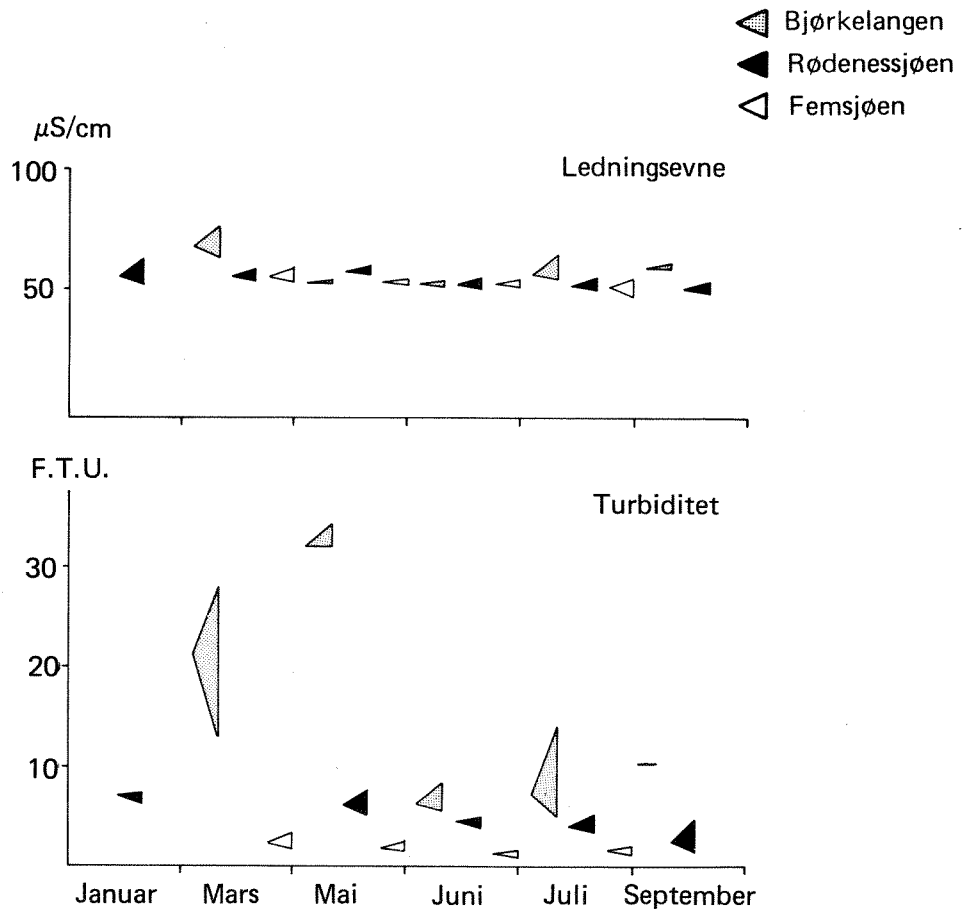 Bjørkelangen
Rødenessjøen
Femsjøen
µS/cm
Ledningsevne
100
50
F.T.U.
Turbiditet
30
20
10
Januar Mars Mai Juni Juli September